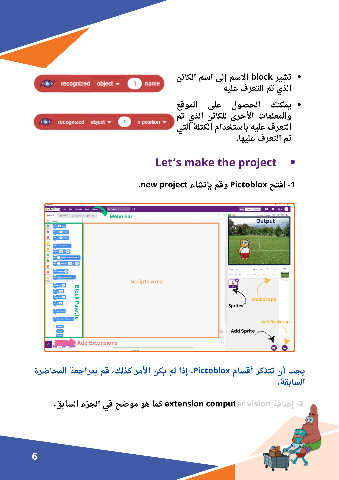 • تشير block الاسم إلى اسم الكائن
الذي تم التعرف عليه
recognized object 1 name
• يمكنك الحصول على الموقع
والمعلمات الأخرى للكائن الذي تم
التعرف عليه باستخدام الكتلة التي
تم التعرف عليها.
recognized object 1 x position
▪ Let's make the project
1- افتح Pictoblox وقم بإنشاء new project.
Menu bar
Output
Block Palette
Scripts area
Sprites
Backdrops
Add Backdrop
Add Sprite
Add Extensions
يجب أن تتذكر أقسام Pictoblox. إذا لم يكن الأمر كذلك، قم بمراجعة المحاضرة
السابقة.
2- إضافة extension computer vision كما هو موضح في الجزء السابق.
6